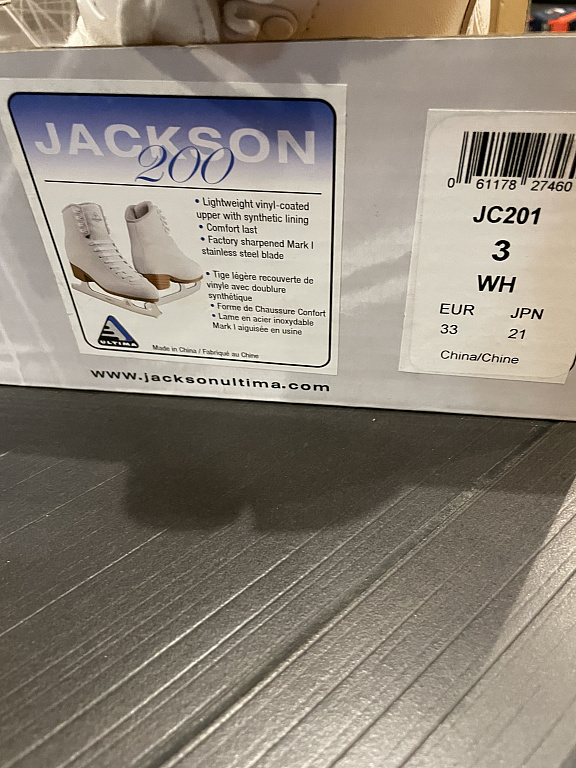 JACKSON
200
• Lightweight vinyl-coated
upper with synthetic lining
• Comfort last
• Factory sharpened Mark I
stainless steel blade
• Tige légère recouverte de
vinyle avec doublure
synthétique
• Forme de Chaussure Confort
• Lame en acier inoxydable
Mark I aiguisée en usine
ULTIMA
Made in China / Fabriqué au Chine
www.jacksonultima.com
0 61178 27460
JC201
3
WH
EUR JPN
33 21
China/Chine